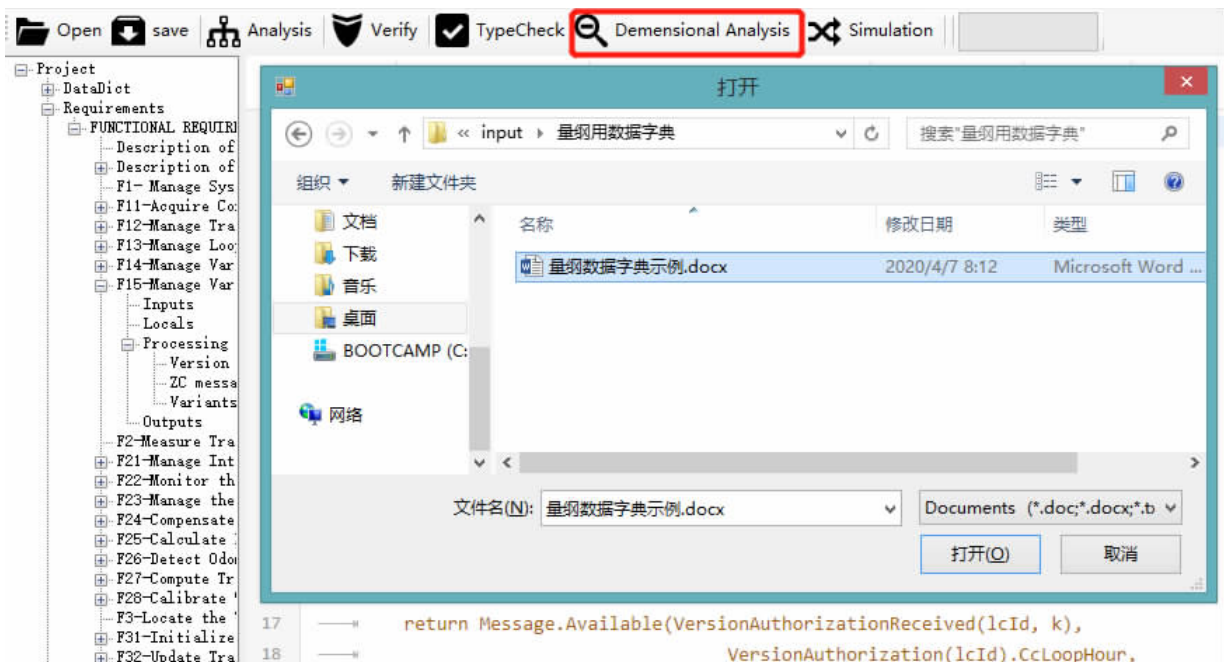 Open save Analysis Verify TypeCheck Demensional Analysis Simulation
Project
DataDict
Requirements
FUNCTIONAL REQUIR
Description of
Description of
F1- Manage Sys
F11-Acquire Co
F12-Manage Tra
F13-Manage Loo
F14-Manage Var
F15-Manage Var
Inputs
Locals
Processing
Version
ZC messa
Variants
Outputs
F2-Measure Tra
F21-Manage Int
F22-Monitor th
F23-Manage the
F24-Compensate
F25-Calculate
F26-Detect Odo
F27-Compute Tr
F28-Calibrate
F3-Locate the
F31-Initialize
F32-Update Tra
打开
« input 量纲用数据字典
搜索"量纲用数据字典"
组织 新建文件夹
文档
下载
音乐
桌面
BOOTCAMP (C:
网络
名称 修改日期 类型
量纲数据字典示例.docx 2020/4/7 8:12 Microsoft Word ...
文件名(N): 量纲数据字典示例.docx Documents (*.doc;*.docx;*.t
打开(O) 取消
17 return Message.Available(VersionAuthorizationReceived(lcId, k),
18 VersionAuthorization(lcId).CcLoopHour,